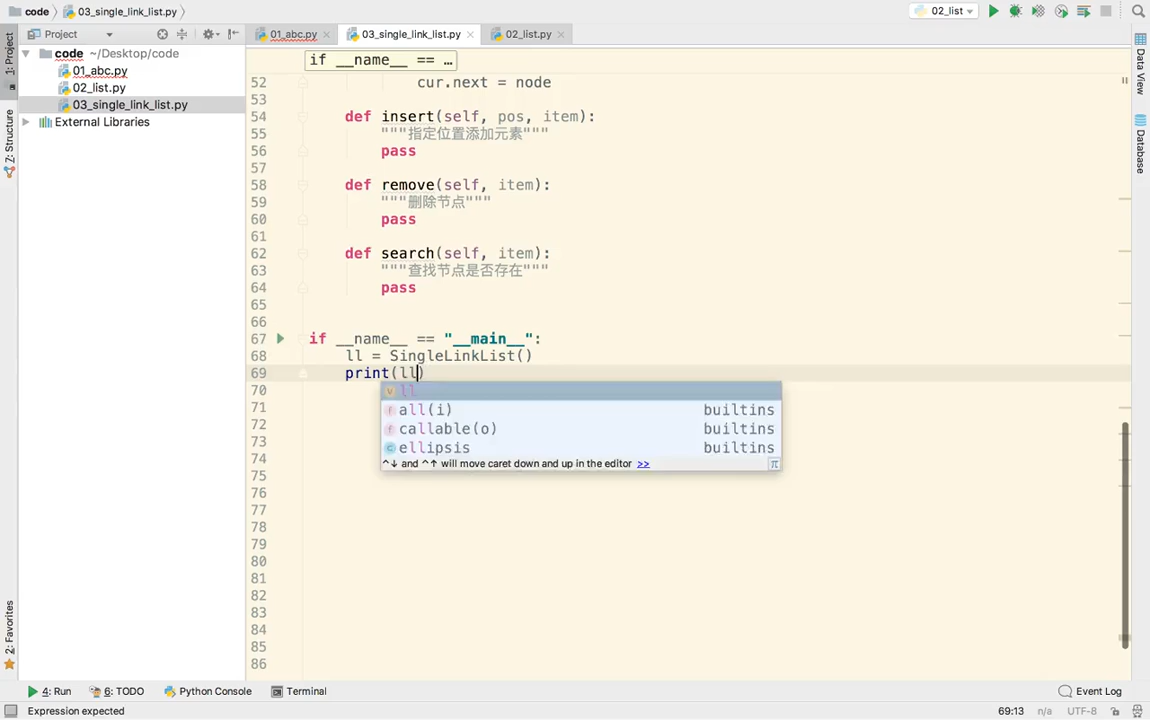 code 03_single_link_list.py 02_list
Project 01_abc.py 03_single_link_list.py 02_list.py
1: Project
Z: Structure
2: Favorites
code ~/Desktop/code
01_abc.py
02_list.py
03_single_link_list.py
External Libraries
if __name__ == …
52 cur.next = node
53
54 def insert(self, pos, item):
55 """指定位置添加元素"""
56 pass
57
58 def remove(self, item):
59 """删除节点"""
60 pass
61
62 def search(self, item):
63 """查找节点是否存在"""
64 pass
65
66
67 if __name__ == "__main__":
68 ll = SingleLinkList()
69 print(ll)
70
71
72
73
74
75
76
77
78
79
80
81
82
83
84
85
86
ll
all(i) builtins
callable(o) builtins
ellipsis builtins
^↓ and ^↑ will move caret down and up in the editor >>
π
Data View
Database
4: Run 6: TODO Python Console Terminal Event Log
Expression expected 69:13 n/a UTF-8